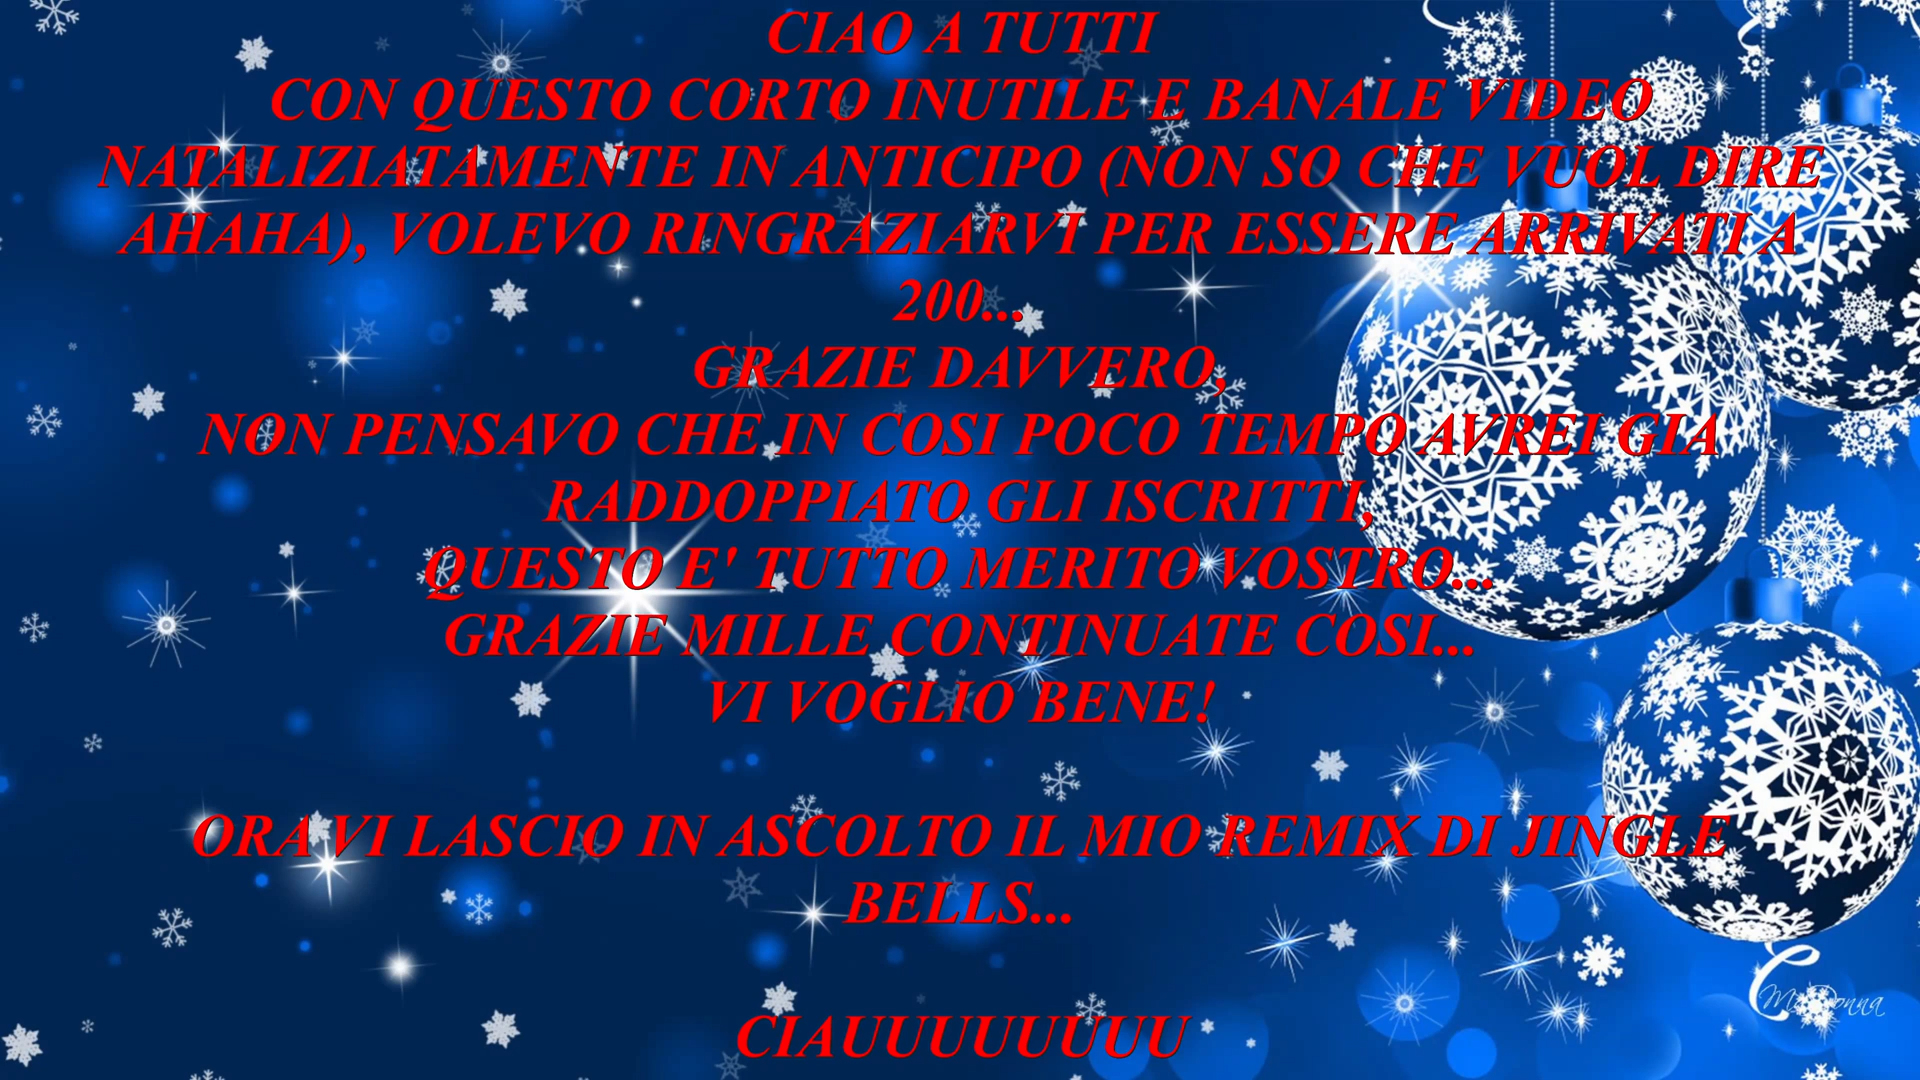 CIAO A TUTTI
CON QUESTO CORTO INUTILE E BANALE VIDEO
NATALIZIATAMENTE IN ANTICIPO (NON SO CHE VUOL DIRE
AHAHA), VOLEVO RINGRAZIARVI PER ESSERE ARRIVATI A
200...
GRAZIE DAVVERO,
NON PENSAVO CHE IN COSI POCO TEMPO AVREI GIA
RADDOPPIATO GLI ISCRITTI,
QUESTO E' TUTTO MERITO VOSTRO...
GRAZIE MILLE CONTINUATE COSI...
VI VOGLIO BENE!
ORA VI LASCIO IN ASCOLTO IL MIO REMIX DI JINGLE
BELLS...
CIAUUUUUUUU